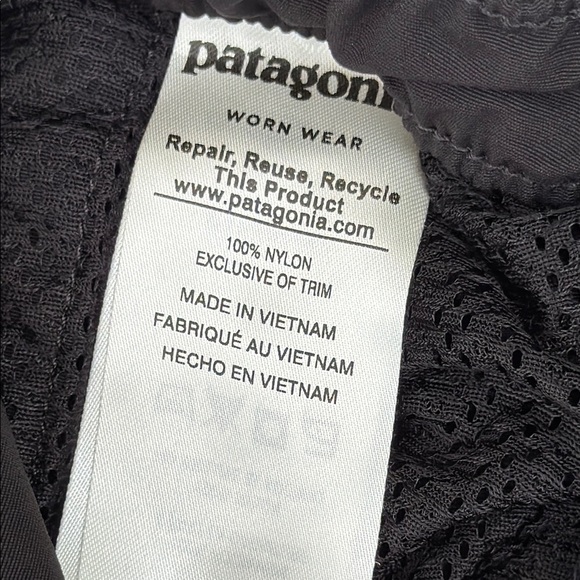 patagoni
WORN WEAR
Repair, Reuse, Recycle
This Product
www.patagonia.com
100% NYLON
EXCLUSIVE OF TRIM
MADE IN VIETNAM
FABRIQUÉ AU VIETNAM
HECHO EN VIETNAM